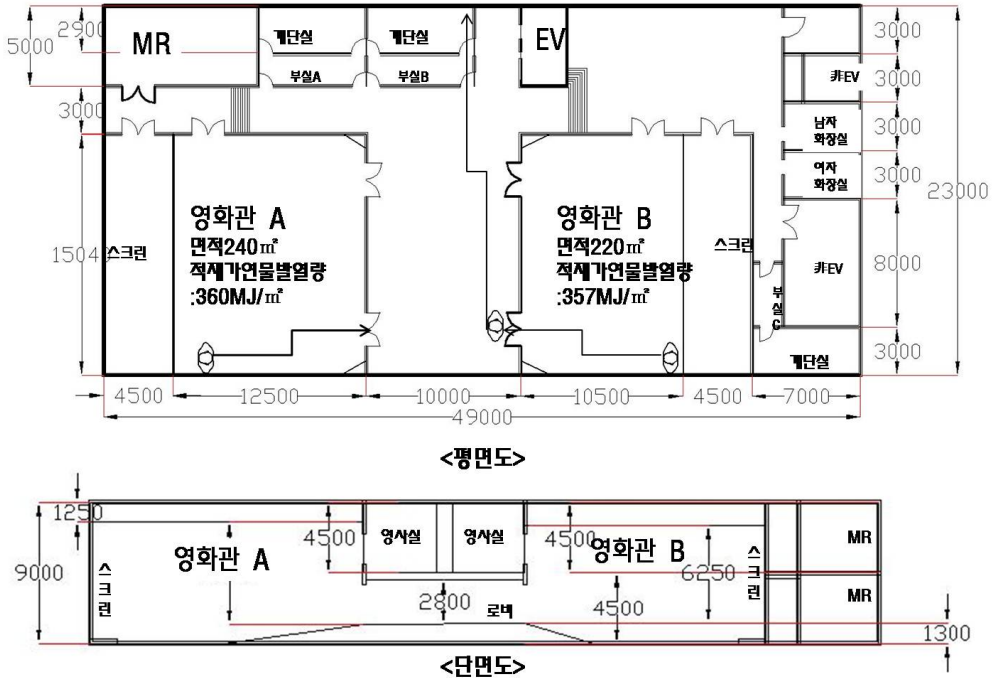 2900
5000
MR
계단실
계단실
EV
3000
부실A
부실B
3000
非EV
3000
남자
화장실
3000
여자
화장실
3000
23000
3000
영화관 A
면적240㎡
적재가연물발열량
:360MJ/㎡
영화관 B
면적220㎡
적재가연물발열량
:357MJ/㎡
스크린
15040
스크린
非EV
8000
부실C
계단실
3000
4500
12500
10000
10500
4500
7000
49000
<평면도>
1250
9000
영화관 A
스크린
4500
영사실
영사실
4500
영화관 B
6250
스크린
MR
MR
2800
로비
4500
1300
<단면도>